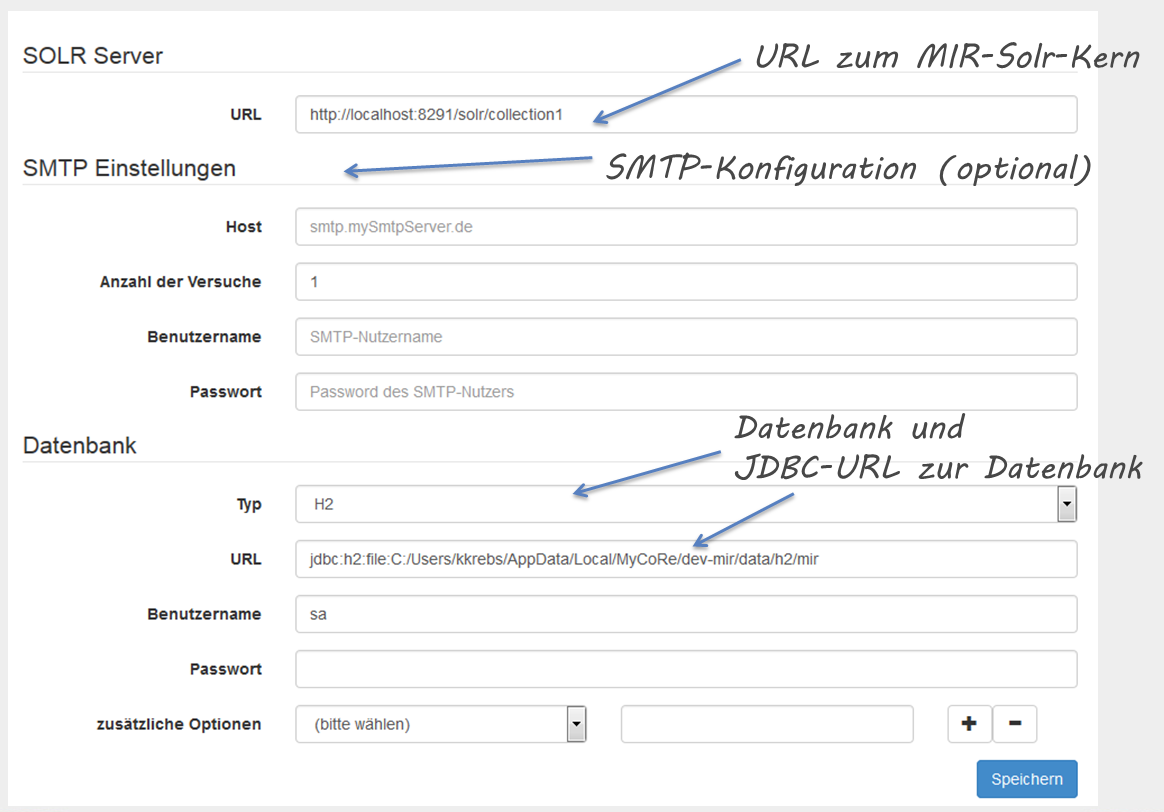 SOLR Server
URL zum MIR-Solr-Kern
URL http://localhost:8291/solr/collection1
SMTP Einstellungen
SMTP-Konfiguration (optional)
Host smtp.mySmtpServer.de
Anzahl der Versuche 1
Benutzername SMTP-Nutzername
Passwort Password des SMTP-Nutzers
Datenbank und
Datenbank
JDBC-URL zur Datenbank
Typ H2
URL jdbc:h2:file:C:/Users/kkrebs/AppData/Local/MyCoRe/dev-mir/data/h2/mir
Benutzername sa
Passwort
zusätzliche Optionen (bitte wählen) + -
Speichern